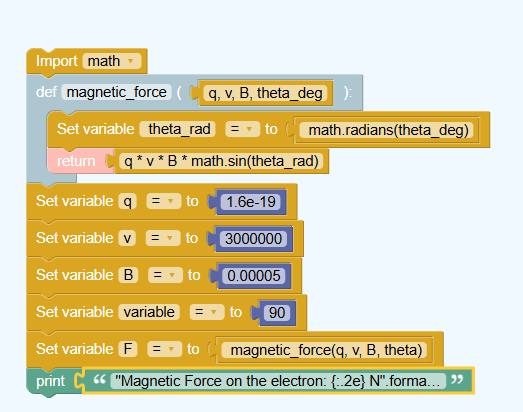 Import math
def magnetic_force ( q, v, B, theta_deg ):
Set variable theta_rad = to math.radians(theta_deg)
return q * v * B * math.sin(theta_rad)
Set variable q = to 1.6e-19
Set variable v = to 3000000
Set variable B = to 0.00005
Set variable variable = to 90
Set variable F = to magnetic_force(q, v, B, theta)
print “ "Magnetic Force on the electron: {:.2e} N".forma... ”